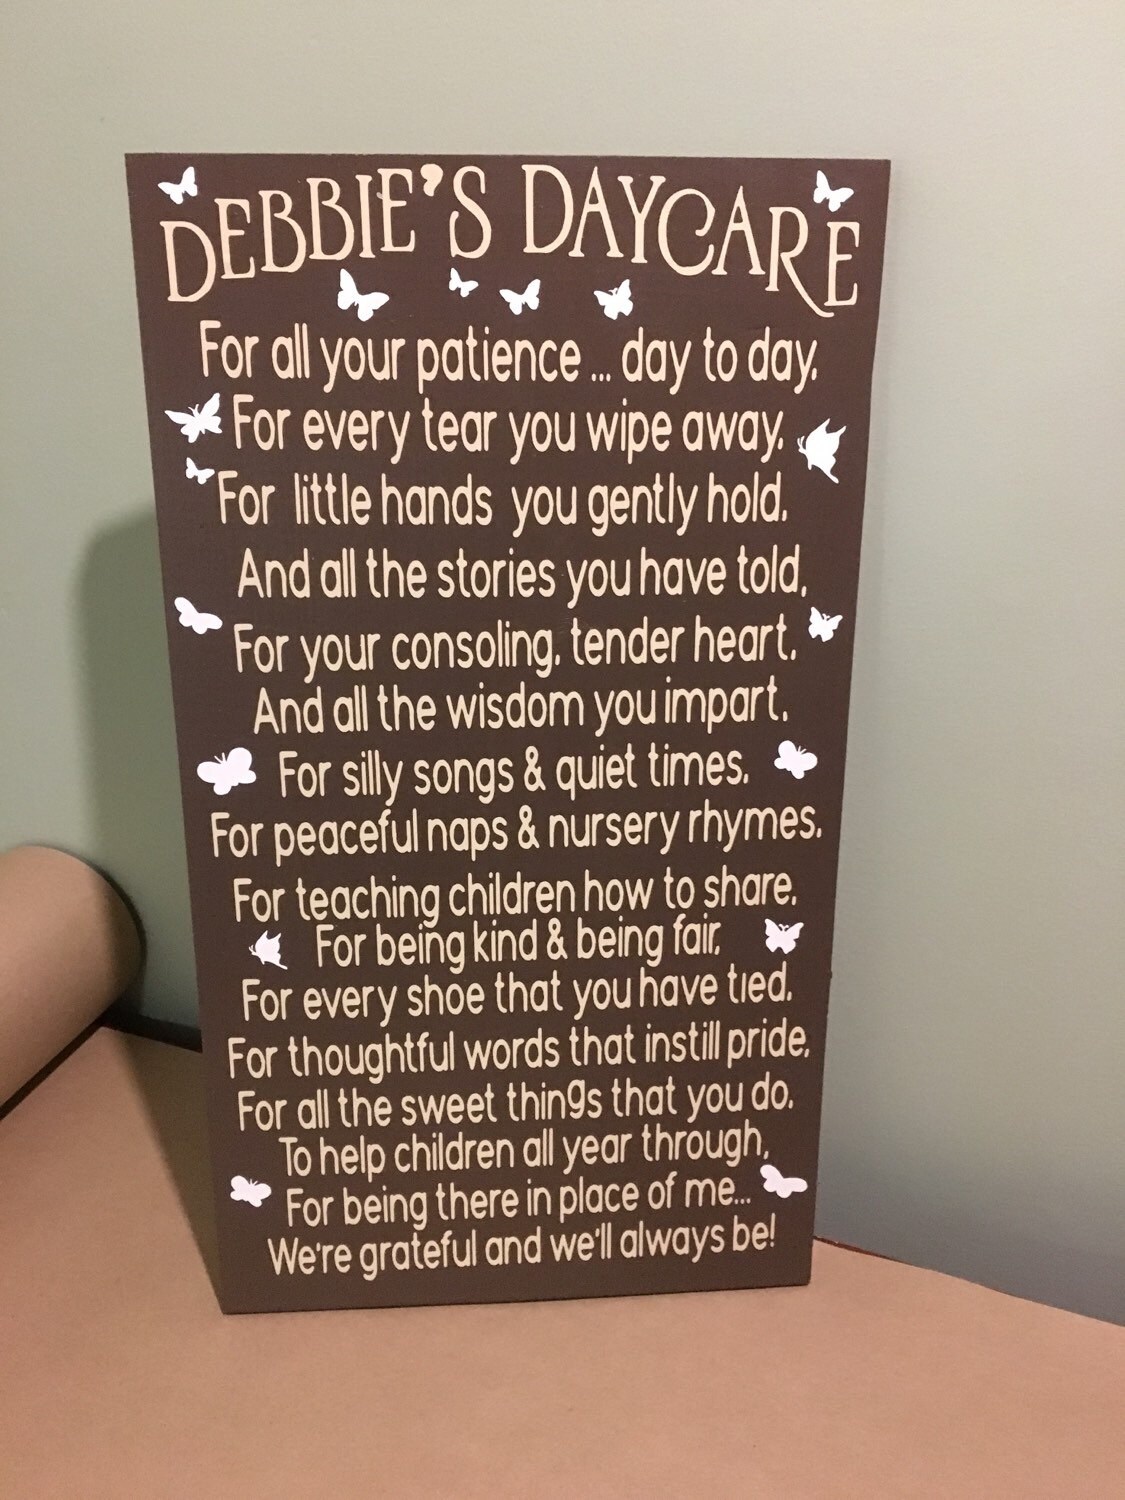 DEBBIE'S DAYCARE
For all your patience ... day to day.
For every tear you wipe away.
For little hands you gently hold.
And all the stories you have told.
For your consoling. tender heart.
And all the wisdom you impart.
For silly songs & quiet times.
For peaceful naps & nursery rhymes.
For teaching children how to share.
For being kind & being fair.
For every shoe that you have tied.
For thoughtful words that instill pride.
For all the sweet things that you do.
To help children all year through.
For being there in place of me...
We're grateful and we'll always be!